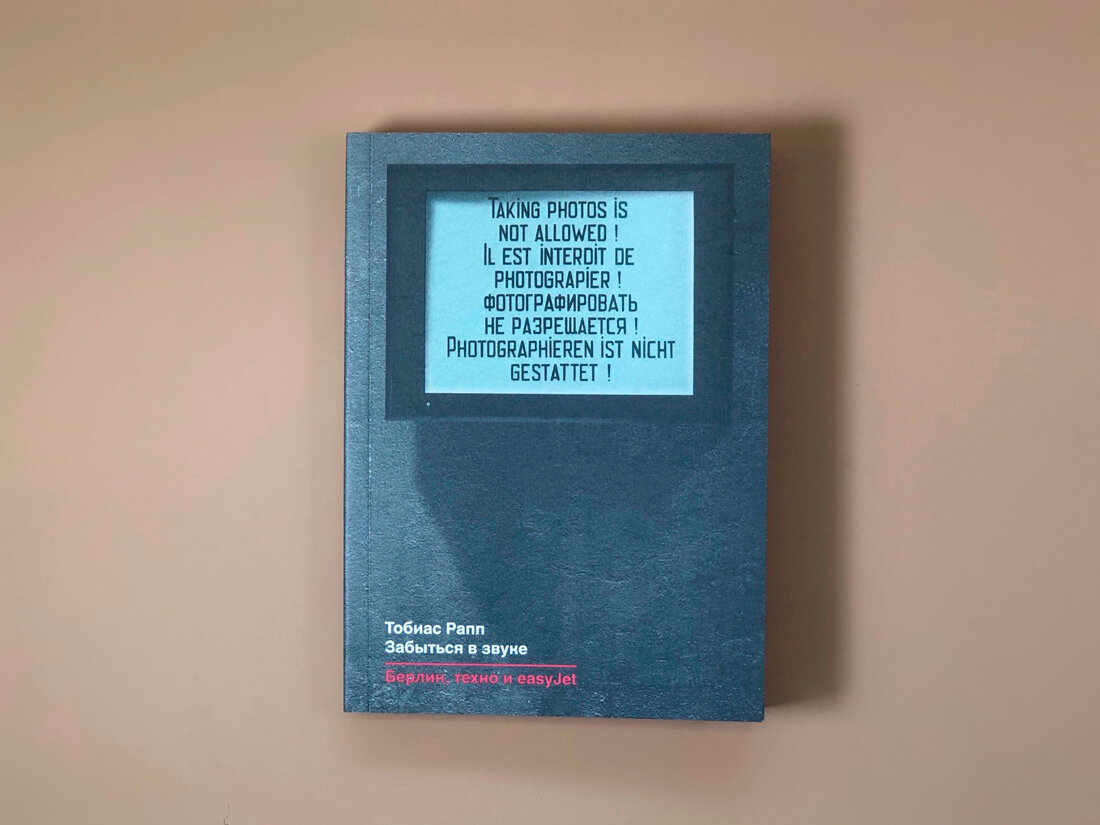 Taking photos is
not allowed !
Il est interdit de
photograpier !
фотографировать
не разрешается !
Photographieren ist nicht
gestattet !
Тобиас Рапп
Забыться в звуке
Берлин, техно и easyJet